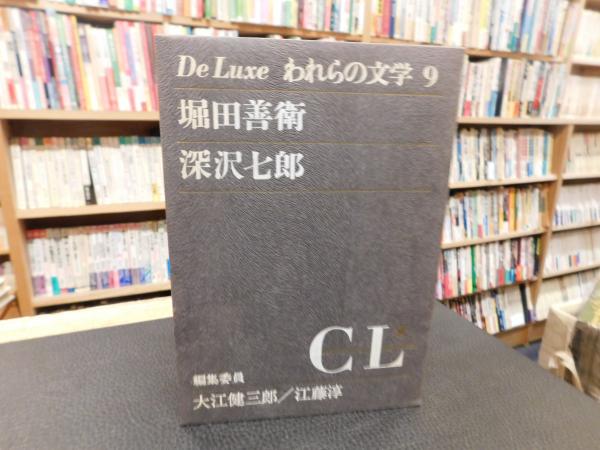 De Luxe われらの文学 9
堀田善衛
深沢七郎
CL
編集委員
大江健三郎／江藤淳